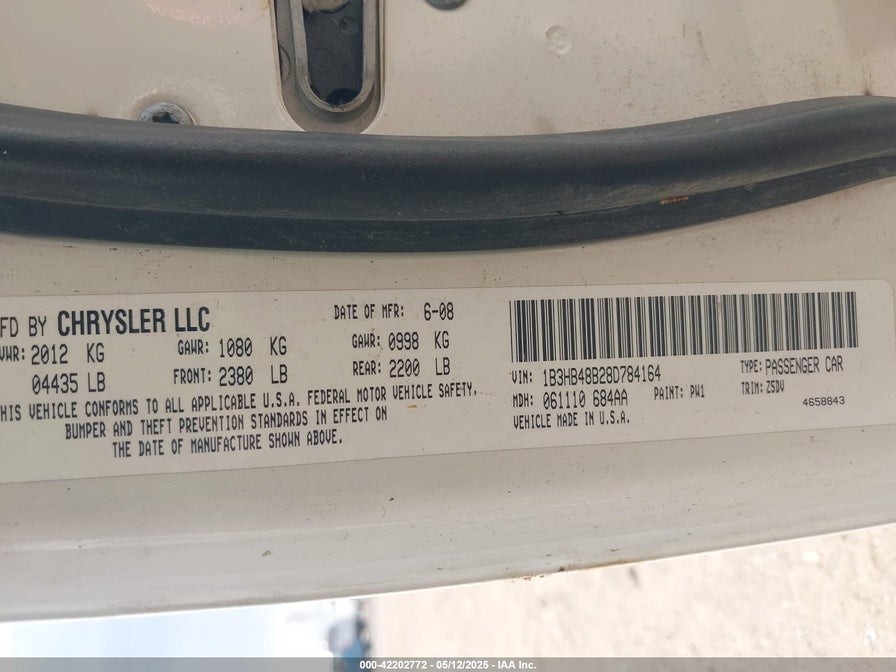 FD BY CHRYSLER LLC DATE OF MFR: 6-08
VWR: 2012 KG GAWR: 1080 KG GAWR: 0998 KG
04435 LB FRONT: 2380 LB REAR: 2200 LB
HIS VEHICLE CONFORMS TO ALL APPLICABLE U.S.A. FEDERAL MOTOR VEHICLE SAFETY,
BUMPER AND THEFT PREVENTION STANDARDS IN EFFECT ON
THE DATE OF MANUFACTURE SHOWN ABOVE.
VIN: 1B3HB48B28D784164 TYPE: PASSENGER CAR
MDH: 061110 684AA PAINT: PW1 TRIM: Z5DV
VEHICLE MADE IN U.S.A. 4658843
000-42202772 - 05/12/2025 - IAA Inc.